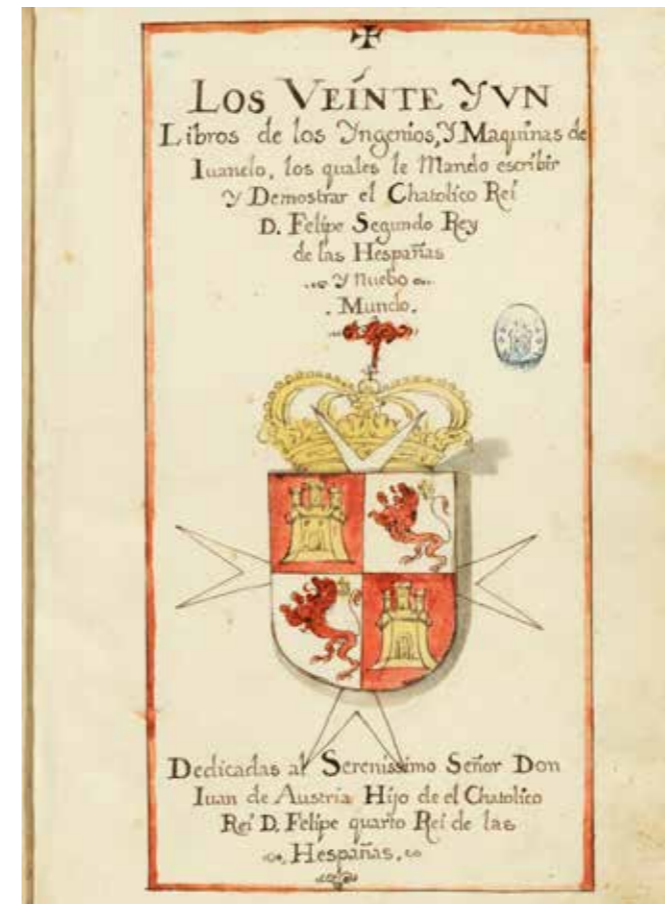 LOS VEINTE Y VN
Libros de los Yngenios, Y Maquinas de
Iuanelo, los quales le Mando escribir
Y Demostrar el Chatolico Rei
D. Felipe Segundo Rey
de las Hespañas
Y Nuebo
Mundo.
Dedicadas al Serenissimo Señor Don
Iuan de Austria Hijo de el Chatolico
Rei D. Felipe quarto Rei de las
Hespañas.